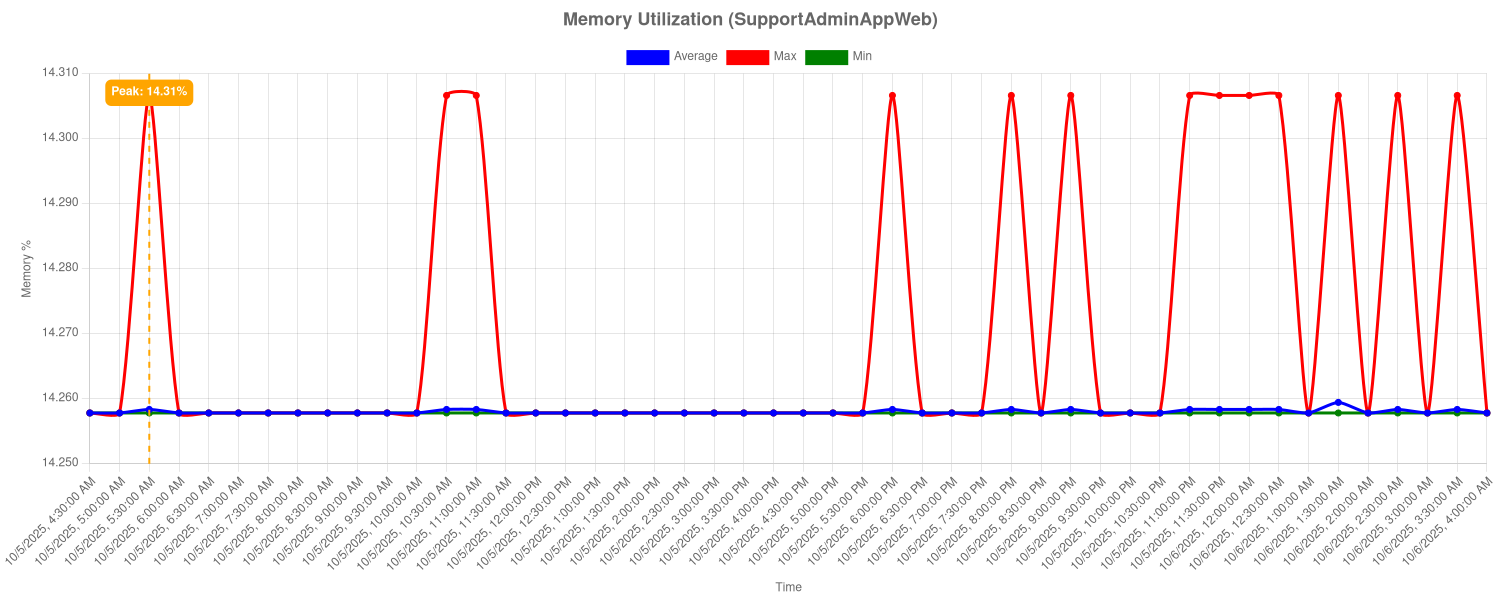 Memory Utilization (SupportAdminAppWeb)
Average
Max
Min
Peak: 14.31%
14.310
14.300
14.290
14.280
14.270
14.260
14.250
Memory %
10/5/2025, 4:30:00 AM
10/5/2025, 5:00:00 AM
10/5/2025, 5:30:00 AM
10/5/2025, 6:00:00 AM
10/5/2025, 6:30:00 AM
10/5/2025, 7:00:00 AM
10/5/2025, 7:30:00 AM
10/5/2025, 8:00:00 AM
10/5/2025, 8:30:00 AM
10/5/2025, 9:00:00 AM
10/5/2025, 9:30:00 AM
10/5/2025, 10:00:00 AM
10/5/2025, 10:30:00 AM
10/5/2025, 11:00:00 AM
10/5/2025, 11:30:00 AM
10/5/2025, 12:00:00 PM
10/5/2025, 12:30:00 PM
10/5/2025, 1:00:00 PM
10/5/2025, 1:30:00 PM
10/5/2025, 2:00:00 PM
10/5/2025, 2:30:00 PM
10/5/2025, 3:00:00 PM
10/5/2025, 3:30:00 PM
10/5/2025, 4:00:00 PM
10/5/2025, 4:30:00 PM
10/5/2025, 5:00:00 PM
10/5/2025, 5:30:00 PM
10/5/2025, 6:00:00 PM
10/5/2025, 6:30:00 PM
10/5/2025, 7:00:00 PM
10/5/2025, 7:30:00 PM
10/5/2025, 8:00:00 PM
10/5/2025, 8:30:00 PM
10/5/2025, 9:00:00 PM
10/5/2025, 9:30:00 PM
10/5/2025, 10:00:00 PM
10/5/2025, 10:30:00 PM
10/5/2025, 11:00:00 PM
10/5/2025, 11:30:00 PM
10/6/2025, 12:00:00 AM
10/6/2025, 12:30:00 AM
10/6/2025, 1:00:00 AM
10/6/2025, 1:30:00 AM
10/6/2025, 2:00:00 AM
10/6/2025, 2:30:00 AM
10/6/2025, 3:00:00 AM
10/6/2025, 3:30:00 AM
10/6/2025, 4:00:00 AM
Time